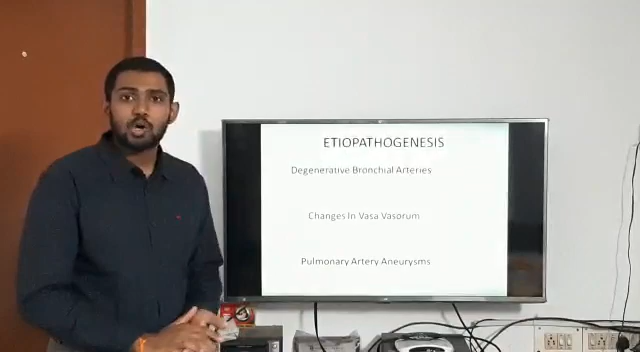 ETIOPATHOGENESIS
Degenerative Bronchial Arteries
Changes In Vasa Vasorum
Pulmonary Artery Aneurysms